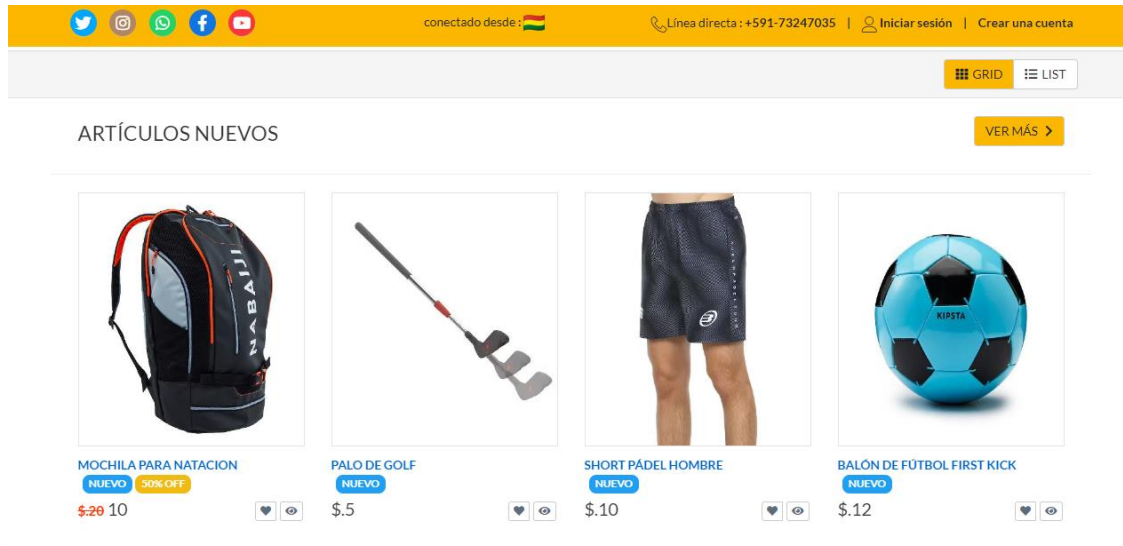 conectado desde :
Línea directa : +591-73247035 | Iniciar sesión | Crear una cuenta
GRID LIST
ARTÍCULOS NUEVOS
VER MÁS
NABAIJI
KIPSTA
MOCHILA PARA NATACION
NUEVO 50% OFF
$.20 10
PALO DE GOLF
NUEVO
$.5
SHORT PÁDEL HOMBRE
NUEVO
$.10
BALÓN DE FÚTBOL FIRST KICK
NUEVO
$.12